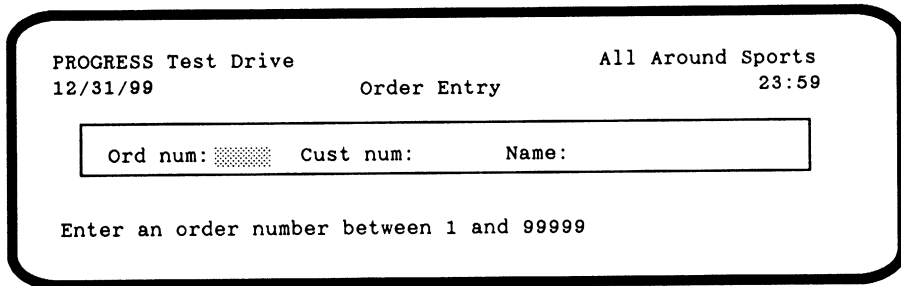 PROGRESS Test Drive All Around Sports
12/31/99 Order Entry 23:59
Ord num: Cust num: Name:
Enter an order number between 1 and 99999